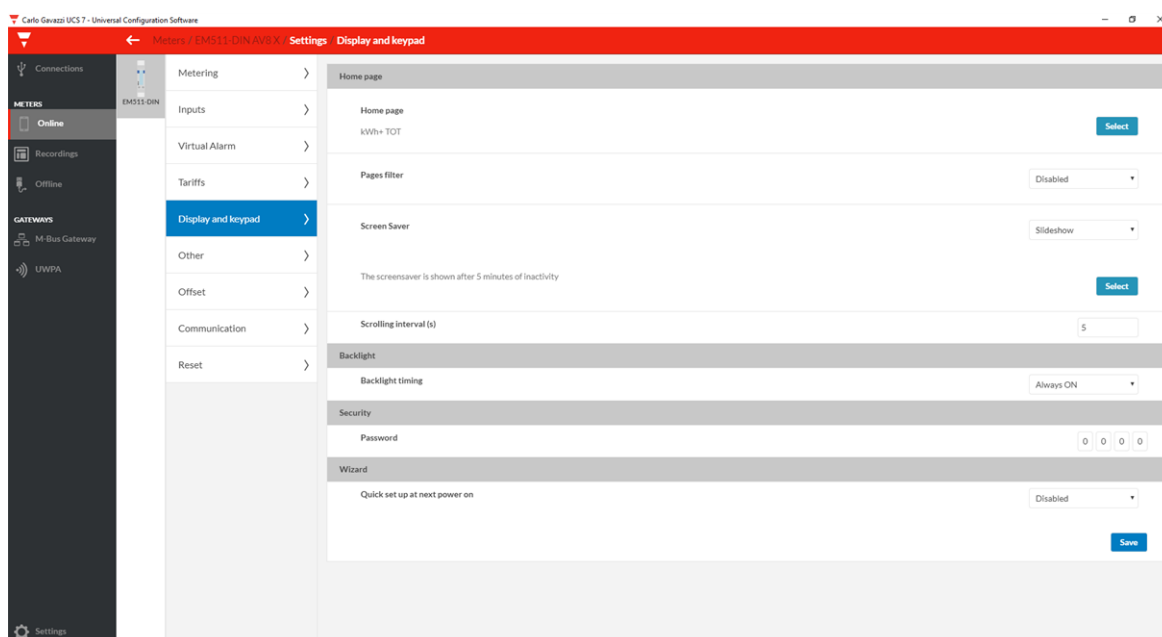 Carlo Gavazzi UCS 7 - Universal Configuration Software
Meters / EM511-DIN AV8 X / Settings / Display and keypad
Connections
METERS
Online
Recordings
Offline
GATEWAYS
M-Bus Gateway
UWPA
Settings
EM511-DIN
Metering
Inputs
Virtual Alarm
Tariffs
Display and keypad
Other
Offset
Communication
Reset
Home page
Home page
kWh+ TOT
Select
Pages filter
Disabled
Screen Saver
Slideshow
The screensaver is shown after 5 minutes of inactivity
Select
Scrolling interval (s)
5
Backlight
Backlight timing
Always ON
Security
Password
0 0 0 0
Wizard
Quick set up at next power on
Disabled
Save